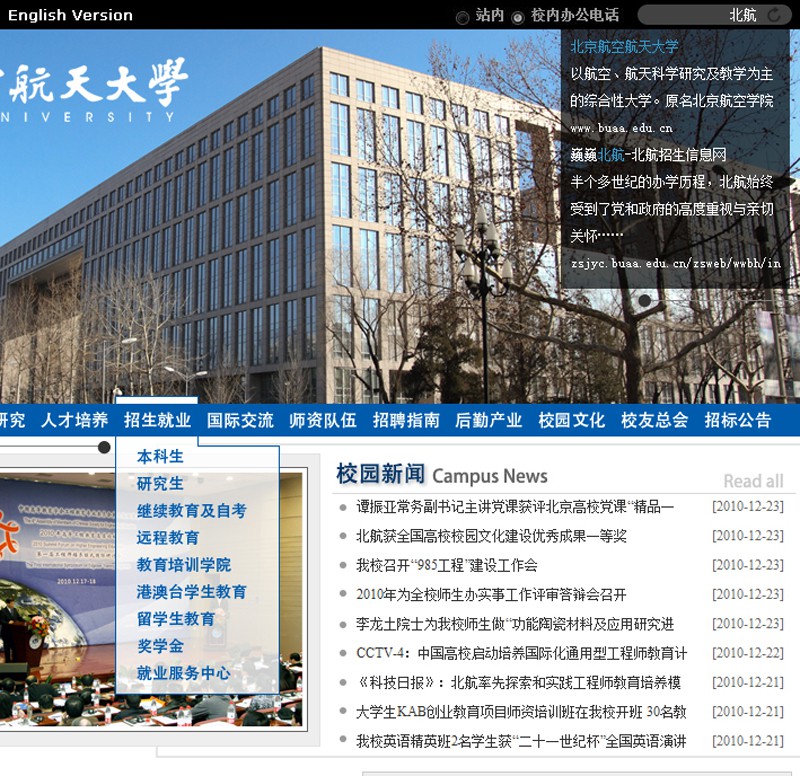 English Version
站内 校内办公电话 北航
航天大學
NIVERSITY
北京航空航天大学
以航空、航天科学研究及教学为主
的综合性大学。原名北京航空学院
www.buaa.edu.cn
巍巍北航-北航招生信息网
半个多世纪的办学历程，北航始终
受到了党和政府的高度重视与亲切
关怀……
zsjyc.buaa.edu.cn/zsweb/wwbh/in
研究 人才培养 招生就业 国际交流 师资队伍 招聘指南 后勤产业 校园文化 校友总会 招标公告
本科生
研究生
继续教育及自考
远程教育
教育培训学院
港澳台学生教育
留学生教育
奖学金
就业服务中心
2010.12.17-18
校园新闻 Campus News Read all
谭振亚常务副书记主讲党课获评北京高校党课“精品一 [2010-12-23]
北航获全国高校校园文化建设优秀成果一等奖 [2010-12-23]
我校召开“985工程”建设工作会 [2010-12-23]
2010年为全校师生办实事工作评审答辩会召开 [2010-12-23]
李龙土院士为我校师生做“功能陶瓷材料及应用研究进 [2010-12-23]
CCTV-4：中国高校启动培养国际化通用型工程师教育计 [2010-12-22]
《科技日报》：北航率先探索和实践工程师教育培养模 [2010-12-21]
大学生KAB创业教育项目师资培训班在我校开班 30名教 [2010-12-21]
我校英语精英班2名学生获“二十一世纪杯”全国英语演讲 [2010-12-21]